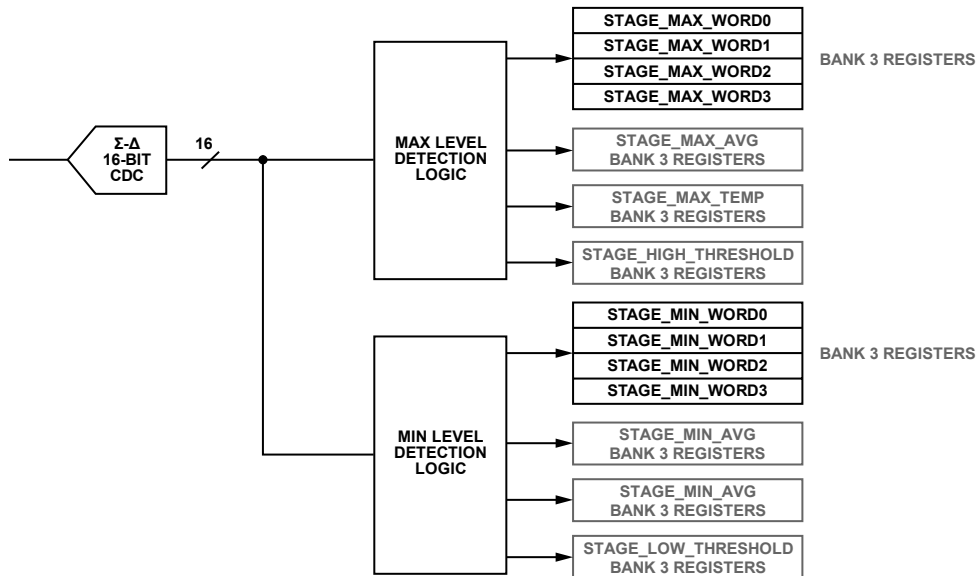 STAGE_MAX_WORD0
STAGE_MAX_WORD1
STAGE_MAX_WORD2
STAGE_MAX_WORD3
BANK 3 REGISTERS
Σ-Δ
16-BIT
CDC
16
MAX LEVEL
DETECTION
LOGIC
STAGE_MAX_AVG
BANK 3 REGISTERS
STAGE_MAX_TEMP
BANK 3 REGISTERS
STAGE_HIGH_THRESHOLD
BANK 3 REGISTERS
STAGE_MIN_WORD0
STAGE_MIN_WORD1
STAGE_MIN_WORD2
STAGE_MIN_WORD3
BANK 3 REGISTERS
MIN LEVEL
DETECTION
LOGIC
STAGE_MIN_AVG
BANK 3 REGISTERS
STAGE_MIN_AVG
BANK 3 REGISTERS
STAGE_LOW_THRESHOLD
BANK 3 REGISTERS